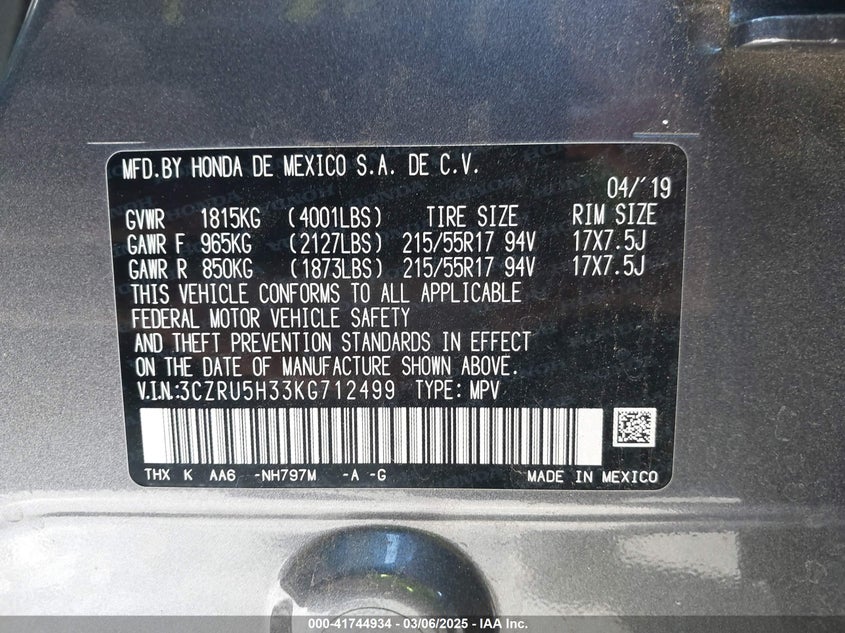 MFD.BY HONDA DE MEXICO S.A. DE C.V.
04/´19
GVWR 1815KG (4001LBS) TIRE SIZE RIM SIZE
GAWR F 965KG (2127LBS) 215/55R17 94V 17X7.5J
GAWR R 850KG (1873LBS) 215/55R17 94V 17X7.5J
THIS VEHICLE CONFORMS TO ALL APPLICABLE
FEDERAL MOTOR VEHICLE SAFETY
AND THEFT PREVENTION STANDARDS IN EFFECT
ON THE DATE OF MANUFACTURE SHOWN ABOVE.
V.I.N:3CZRU5H33KG712499 TYPE:MPV
THX K AA6 -NH797M -A -G MADE IN MEXICO
000-41744934 - 03/06/2025 - IAA Inc.